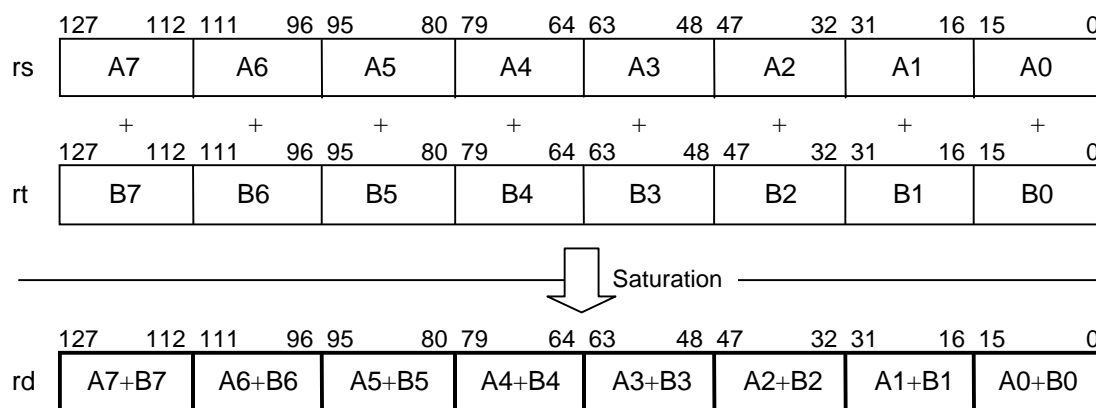 127 112 111 96 95 80 79 64 63 48 47 32 31 16 15 0
rs A7 A6 A5 A4 A3 A2 A1 A0
+ + + + + + + +
127 112 111 96 95 80 79 64 63 48 47 32 31 16 15 0
rt B7 B6 B5 B4 B3 B2 B1 B0
Saturation
127 112 111 96 95 80 79 64 63 48 47 32 31 16 15 0
rd A7+B7 A6+B6 A5+B5 A4+B4 A3+B3 A2+B2 A1+B1 A0+B0